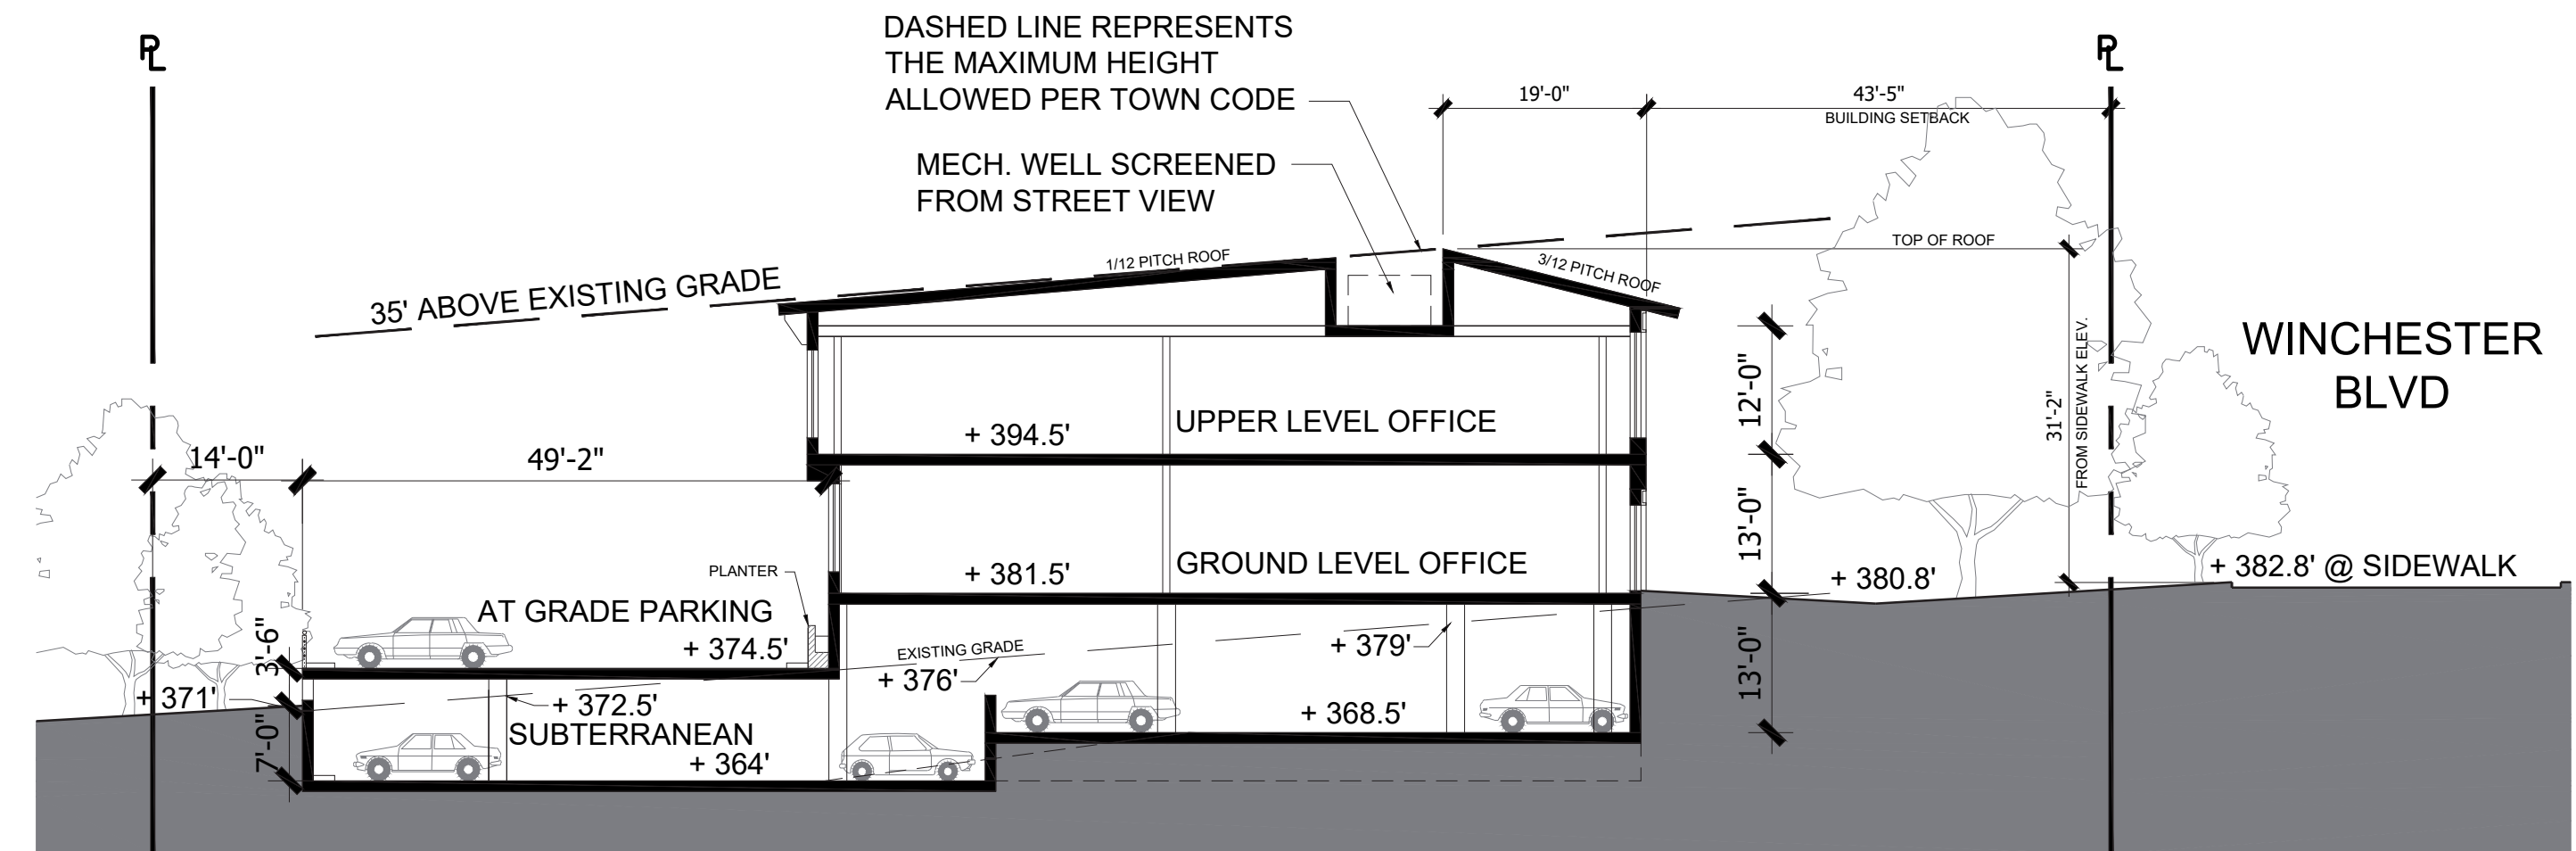 DASHED LINE REPRESENTS
THE MAXIMUM HEIGHT
ALLOWED PER TOWN CODE
PL
PL
19'-0"
43'-5"
BUILDING SETBACK
MECH. WELL SCREENED
FROM STREET VIEW
TOP OF ROOF
1/12 PITCH ROOF
3/12 PITCH ROOF
35' ABOVE EXISTING GRADE
WINCHESTER
BLVD
12'-0"
31'-2"
FROM SIDEWALK ELEV.
+ 394.5'
UPPER LEVEL OFFICE
14'-0"
49'-2"
13'-0"
GROUND LEVEL OFFICE
+ 381.5'
+ 380.8'
+ 382.8' @ SIDEWALK
PLANTER
AT GRADE PARKING
+ 374.5'
3'-6"
EXISTING GRADE
+ 376'
+ 379'
13'-0"
+ 371'
+ 372.5'
SUBTERRANEAN
+ 364'
+ 368.5'
7'-0"